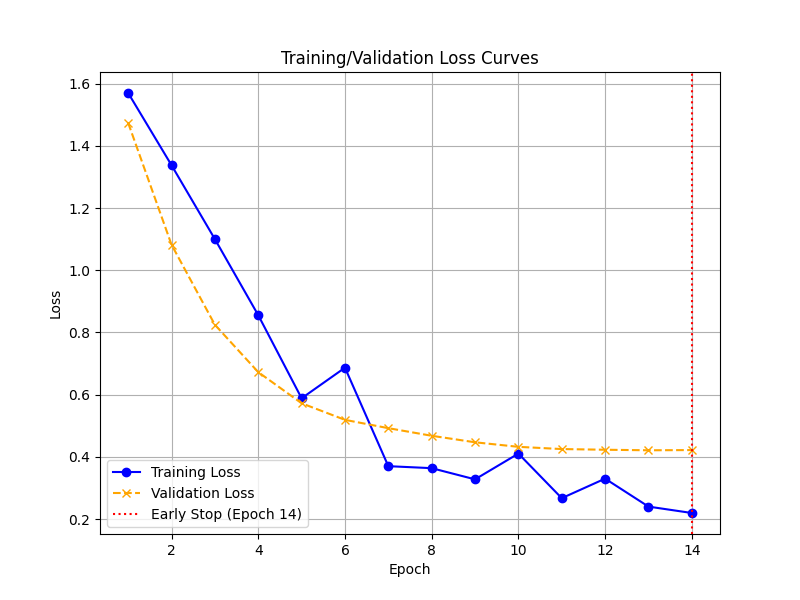 Training/Validation Loss Curves
1.6
1.4
1.2
1.0
0.8
0.6
0.4
0.2
Loss
Training Loss
Validation Loss
Early Stop (Epoch 14)
2 4 6 8 10 12 14
Epoch